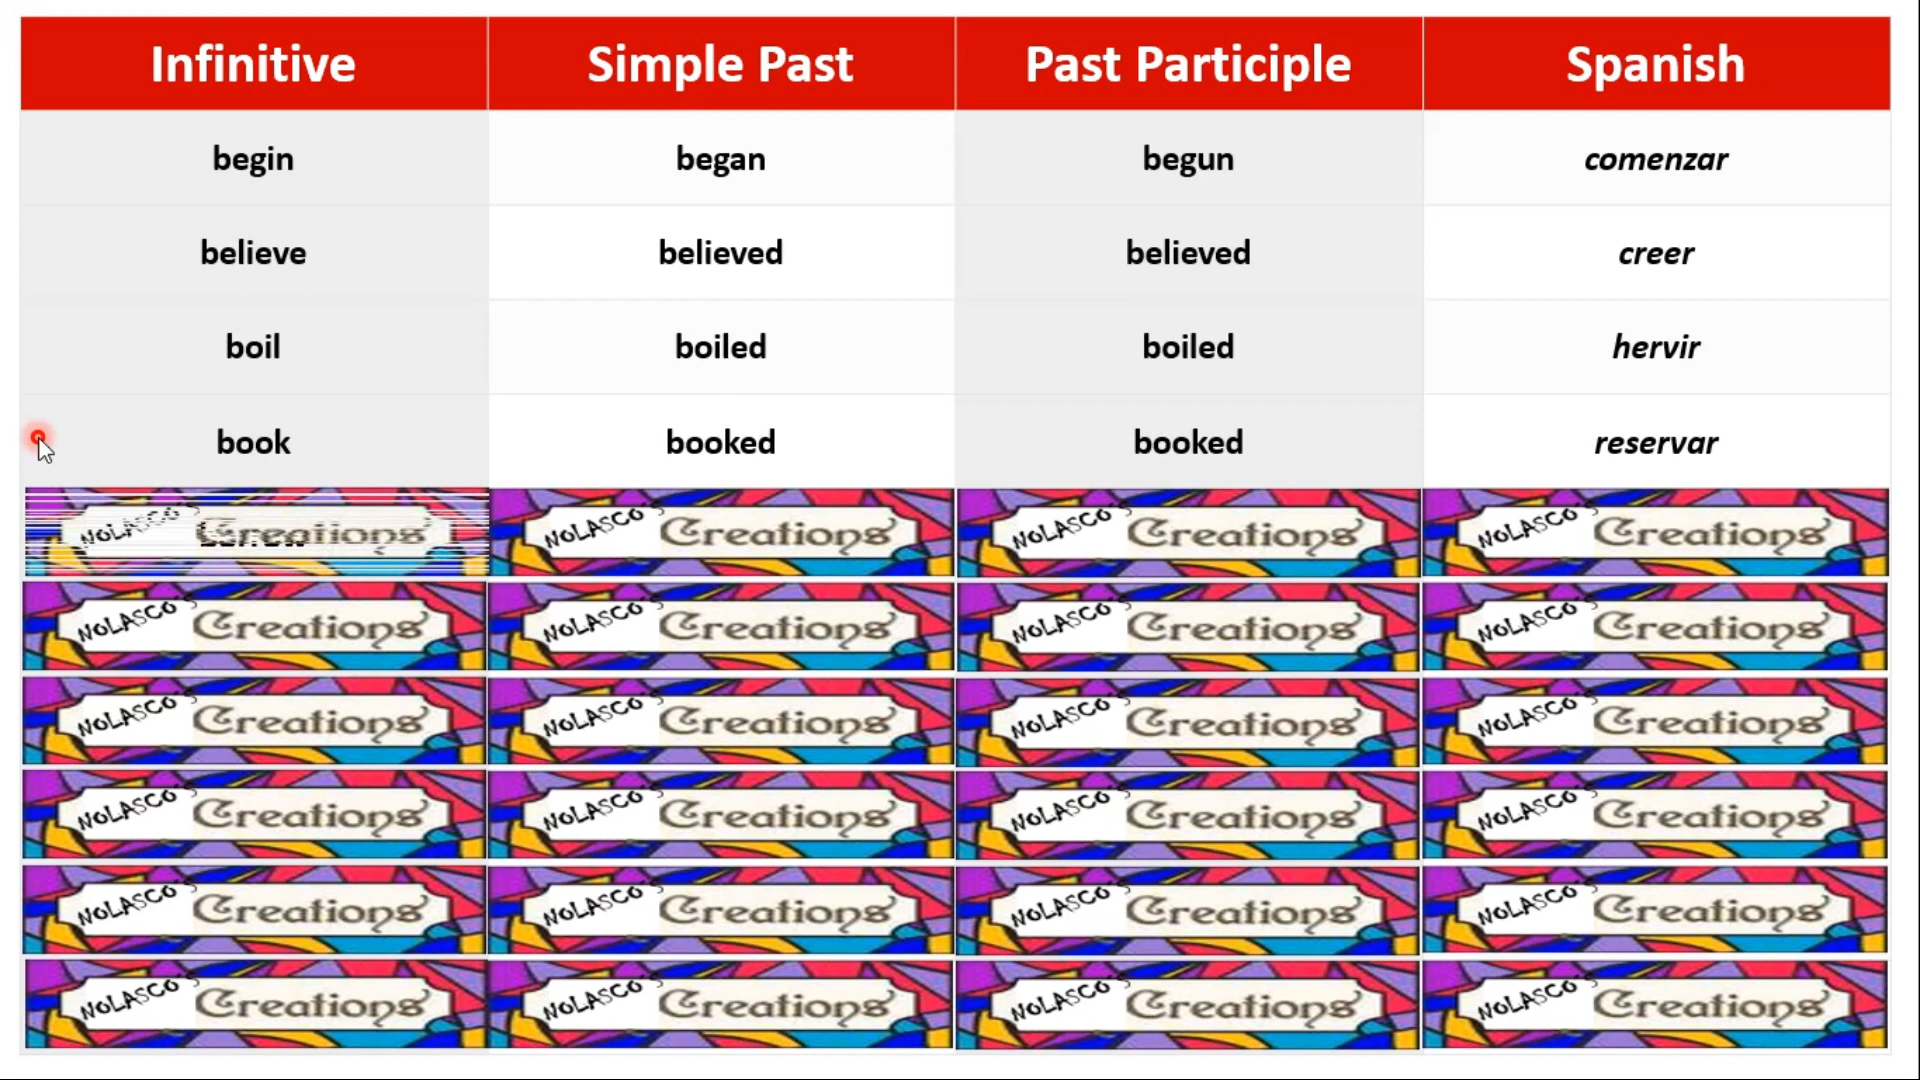 Infinitive Simple Past Past Participle Spanish
begin began begun comenzar
believe believed believed creer
boil boiled boiled hervir
book booked booked reservar
NOLASCO's Creations NOLASCO's Creations NOLASCO's Creations NOLASCO's Creations
NOLASCO's Creations NOLASCO's Creations NOLASCO's Creations NOLASCO's Creations
NOLASCO's Creations NOLASCO's Creations NOLASCO's Creations NOLASCO's Creations
NOLASCO's Creations NOLASCO's Creations NOLASCO's Creations NOLASCO's Creations
NOLASCO's Creations NOLASCO's Creations NOLASCO's Creations NOLASCO's Creations
NOLASCO's Creations NOLASCO's Creations NOLASCO's Creations NOLASCO's Creations